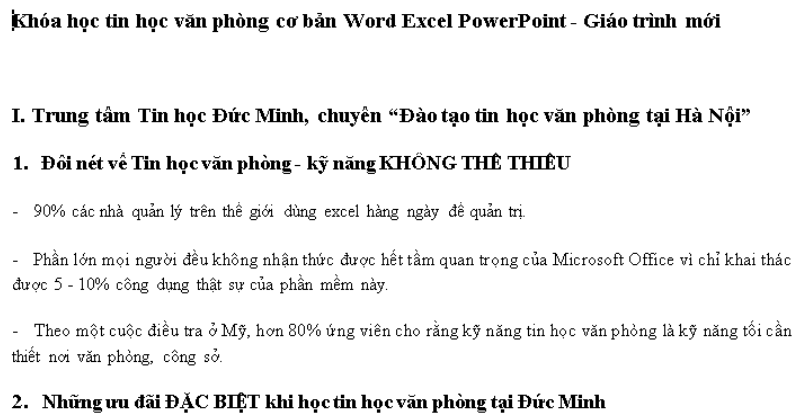 Khóa học tin học văn phòng cơ bản Word Excel PowerPoint - Giáo trình mới
I. Trung tâm Tin học Đức Minh, chuyên “Đào tạo tin học văn phòng tại Hà Nội”
1. Đôi nét về Tin học văn phòng - kỹ năng KHÔNG THỂ THIẾU
- 90% các nhà quản lý trên thế giới dùng excel hàng ngày để quản trị.
- Phần lớn mọi người đều không nhận thức được hết tầm quan trọng của Microsoft Office vì chỉ khai thác
được 5 - 10% công dụng thật sự của phần mềm này.
- Theo một cuộc điều tra ở Mỹ, hơn 80% ứng viên cho rằng kỹ năng tin học văn phòng là kỹ năng tối cần
thiết nơi văn phòng, công sở.
2. Những ưu đãi ĐẶC BIỆT khi học tin học văn phòng tại Đức Minh